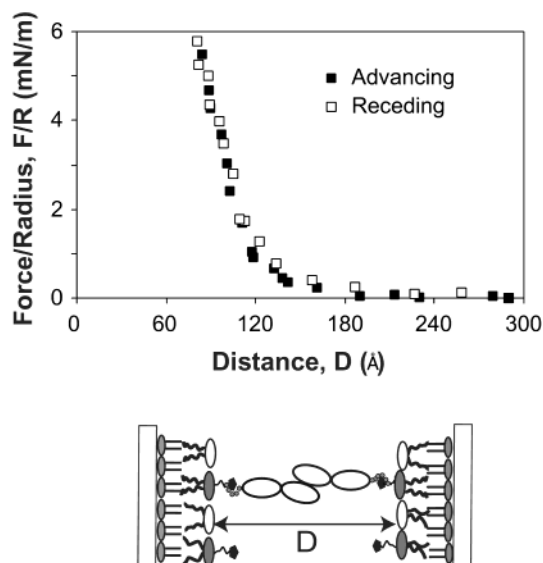 Force/Radius, F/R (mN/m)
6
4
2
0
Advancing
Receding
0
60
120
180
240
300
Distance, D (Å)
D